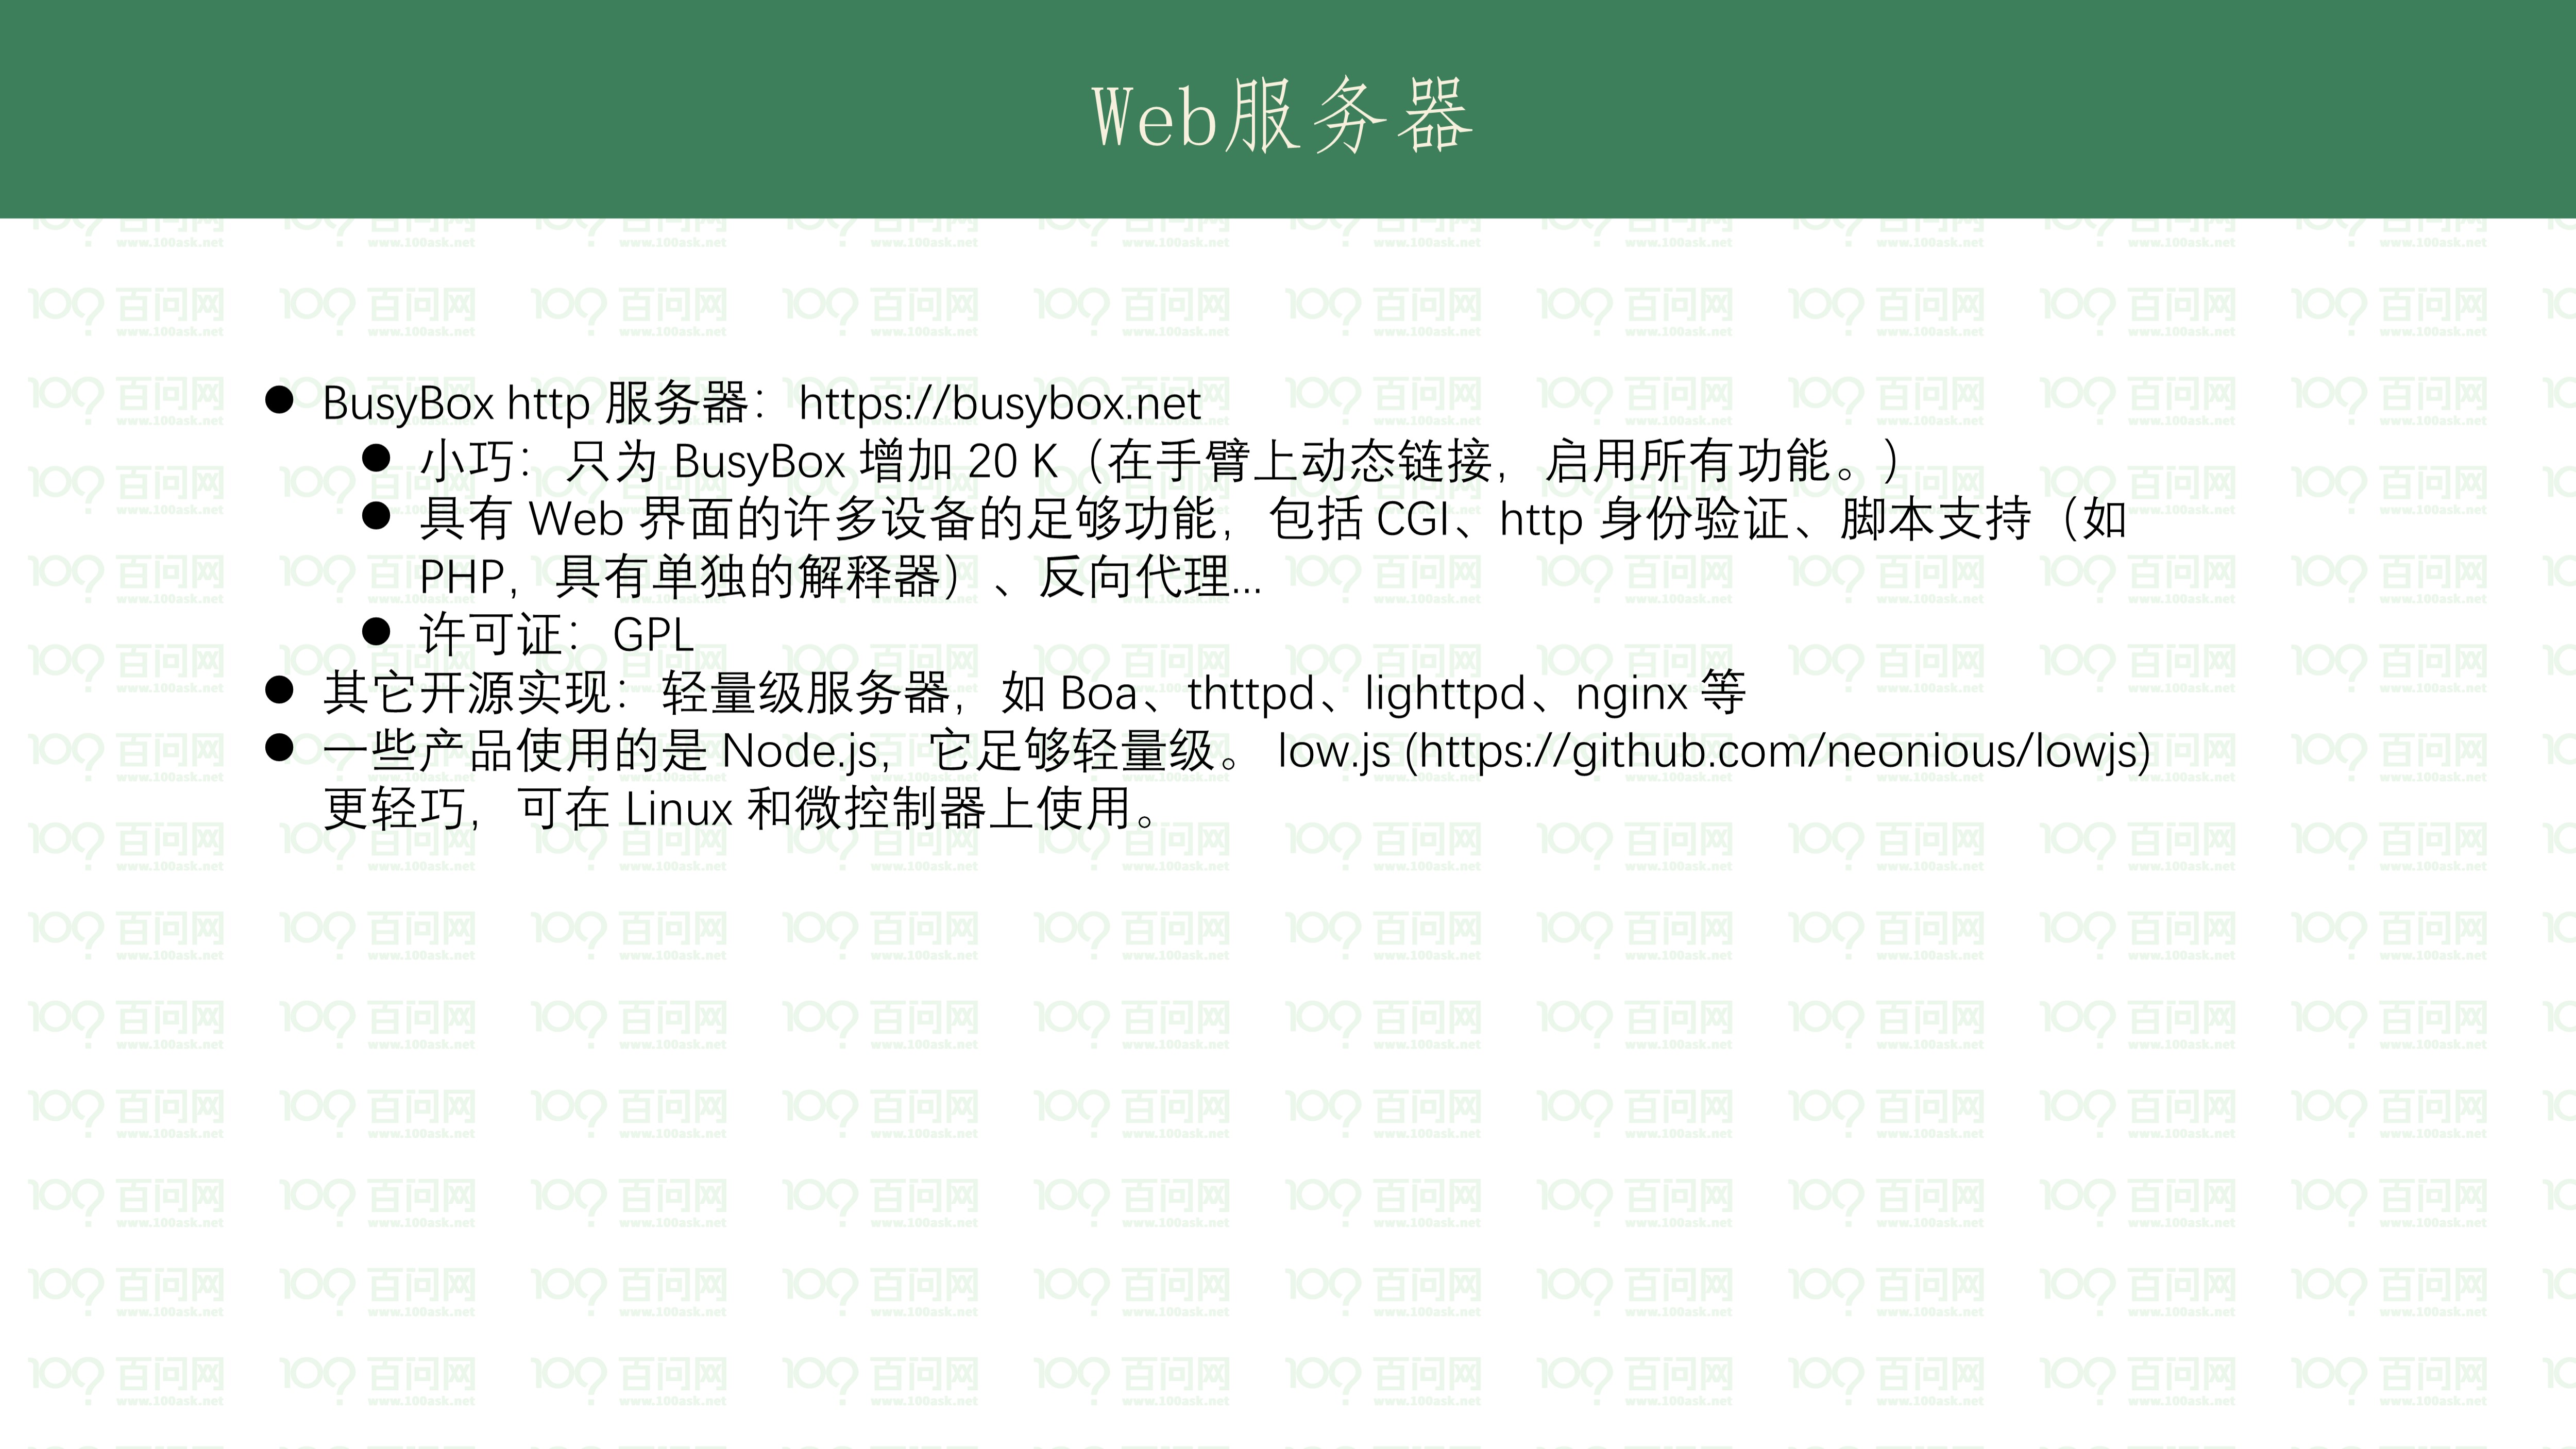 Web服务器
● BusyBox http 服务器：https://busybox.net
● 小巧：只为 BusyBox 增加 20 K（在手臂上动态链接，启用所有功能。）
● 具有 Web 界面的许多设备的足够功能，包括 CGI、http 身份验证、脚本支持（如
PHP，具有单独的解释器）、反向代理...
● 许可证：GPL
● 其它开源实现：轻量级服务器，如 Boa、thttpd、lighttpd、nginx 等
● 一些产品使用的是 Node.js，它足够轻量级。 low.js (https://github.com/neonious/lowjs)
更轻巧，可在 Linux 和微控制器上使用。
百问网
www.100ask.net